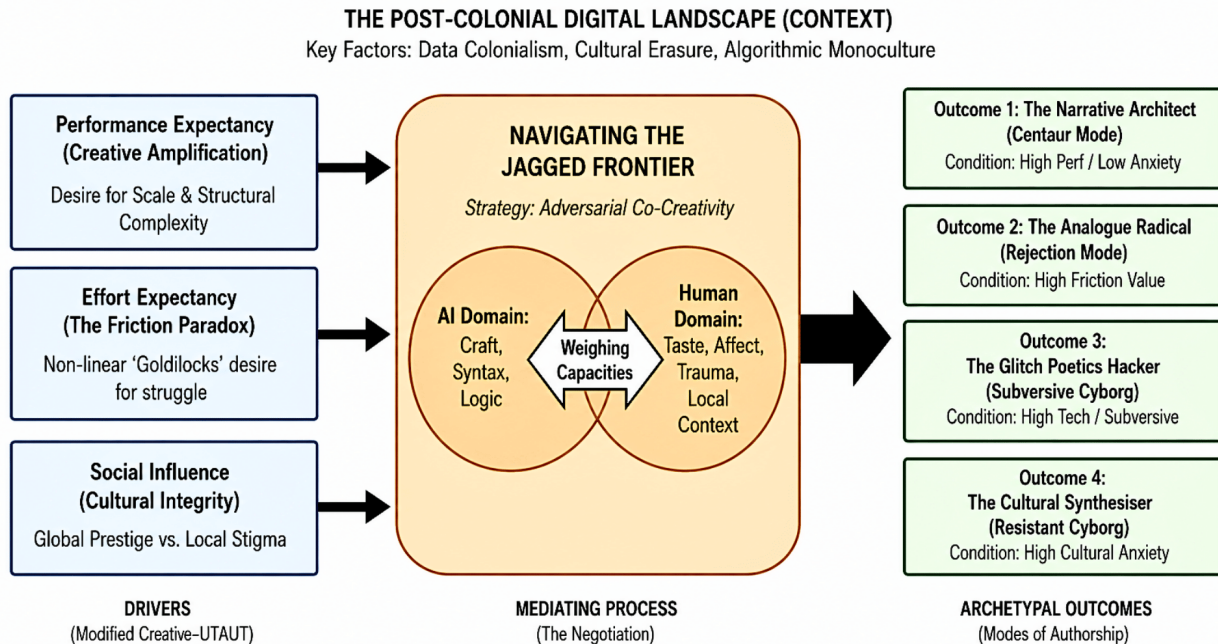 THE POST-COLONIAL DIGITAL LANDSCAPE (CONTEXT)
Key Factors: Data Colonialism, Cultural Erasure, Algorithmic Monoculture
Performance Expectancy
(Creative Amplification)
Desire for Scale & Structural
Complexity
Effort Expectancy
(The Friction Paradox)
Non-linear ‘Goldilocks’ desire
for struggle
Social Influence
(Cultural Integrity)
Global Prestige vs. Local Stigma
DRIVERS
(Modified Creative–UTAUT)
NAVIGATING THE
JAGGED FRONTIER
Strategy: Adversarial Co-Creativity
AI Domain:
Craft,
Syntax,
Logic
Weighing
Capacities
Human
Domain:
Taste, Affect,
Trauma,
Local
Context
MEDIATING PROCESS
(The Negotiation)
Outcome 1: The Narrative Architect
(Centaur Mode)
Condition: High Perf / Low Anxiety
Outcome 2: The Analogue Radical
(Rejection Mode)
Condition: High Friction Value
Outcome 3:
The Glitch Poetics Hacker
(Subversive Cyborg)
Condition: High Tech / Subversive
Outcome 4:
The Cultural Synthesiser
(Resistant Cyborg)
Condition: High Cultural Anxiety
ARCHETYPAL OUTCOMES
(Modes of Authorship)